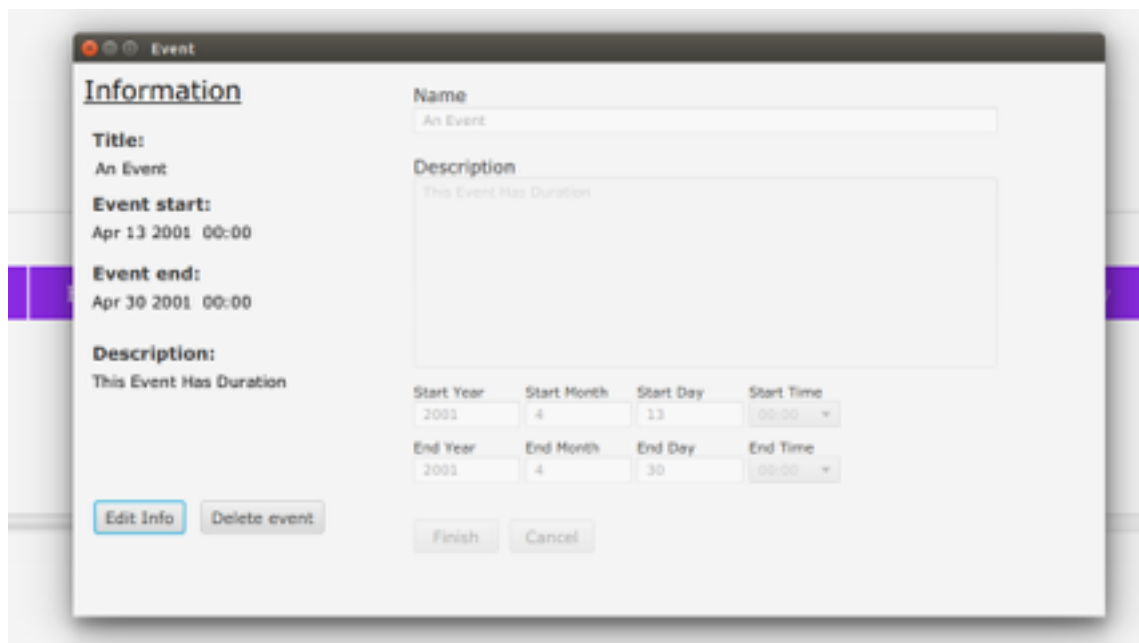 Event
Information
Title:
An Event
Event start:
Apr 13 2001 00:00
Event end:
Apr 30 2001 00:00
Description:
This Event Has Duration
Edit Info Delete event
Name
An Event
Description
This Event Has Duration
Start Year Start Month Start Day Start Time
2001 4 13 00:00
End Year End Month End Day End Time
2001 4 30 00:00
Finish Cancel